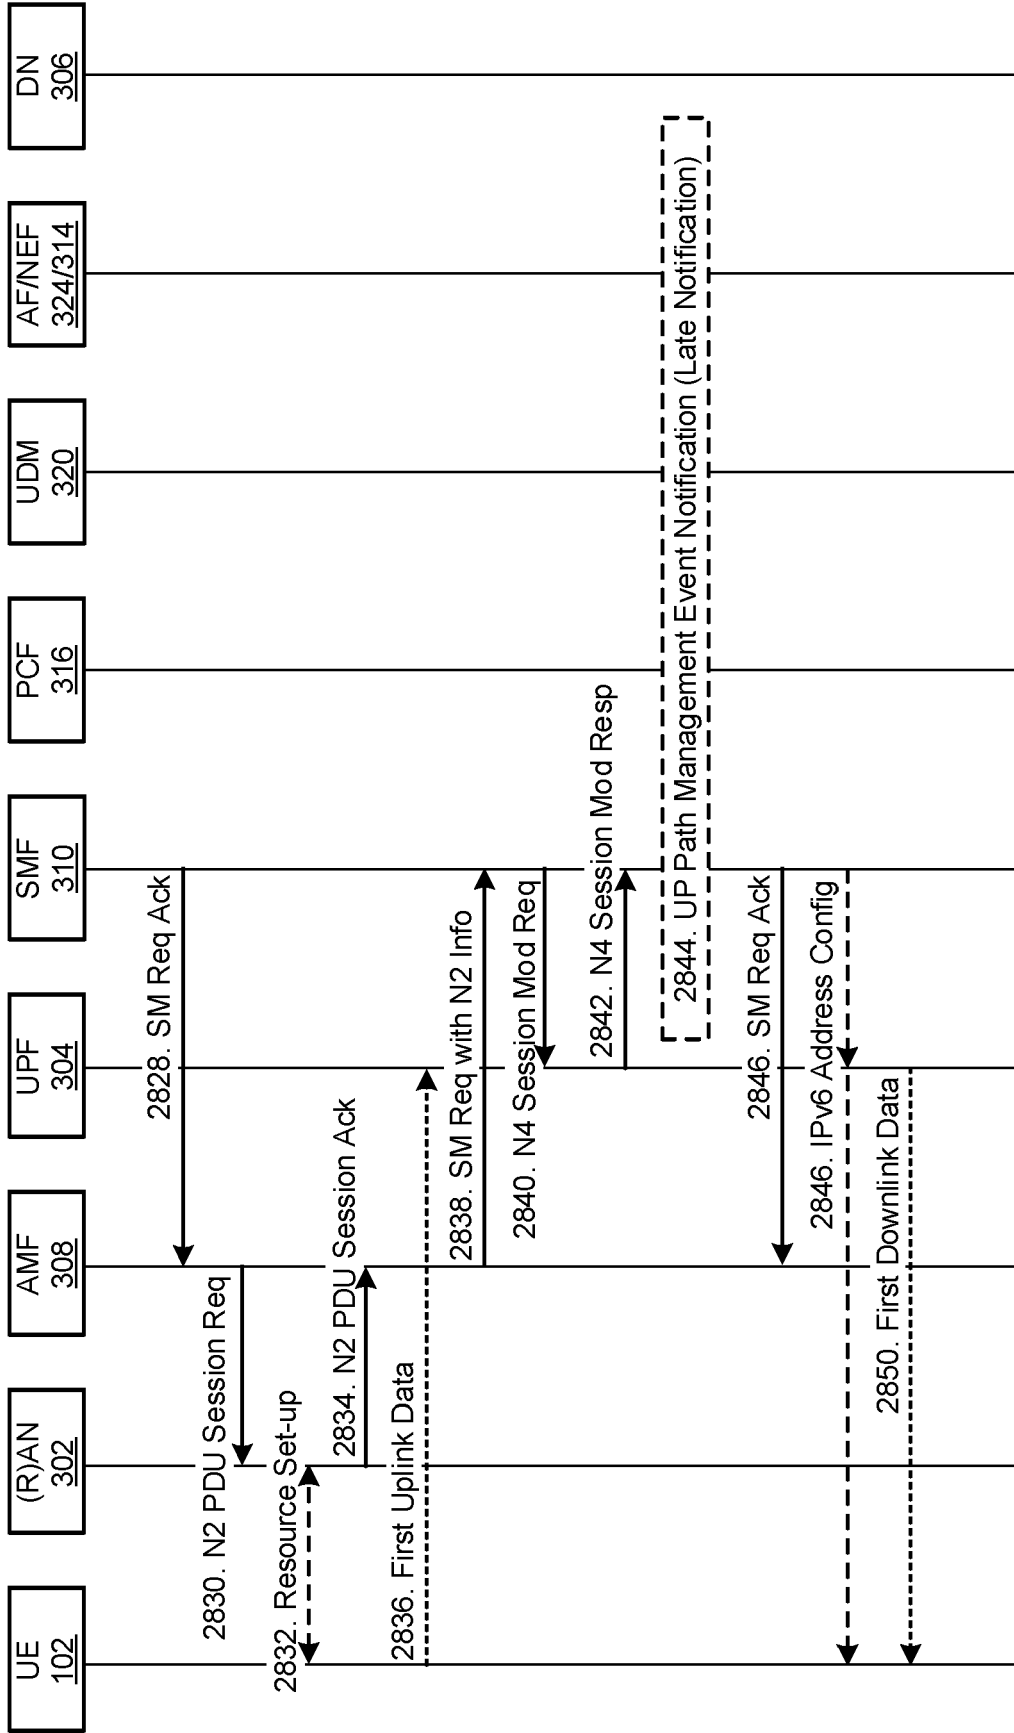 UE
102
(R)AN
302
AMF
308
UPF
304
SMF
310
PCF
316
UDM
320
AF/NEF
324/314
DN
306
2828. SM Req Ack
2830. N2 PDU Session Req
2832. Resource Set-up
2834. N2 PDU Session Ack
2836. First Uplink Data
2838. SM Req with N2 Info
2840. N4 Session Mod Req
2842. N4 Session Mod Resp
2844. UP Path Management Event Notification (Late Notification)
2846. SM Req Ack
2846. IPv6 Address Config
2850. First Downlink Data